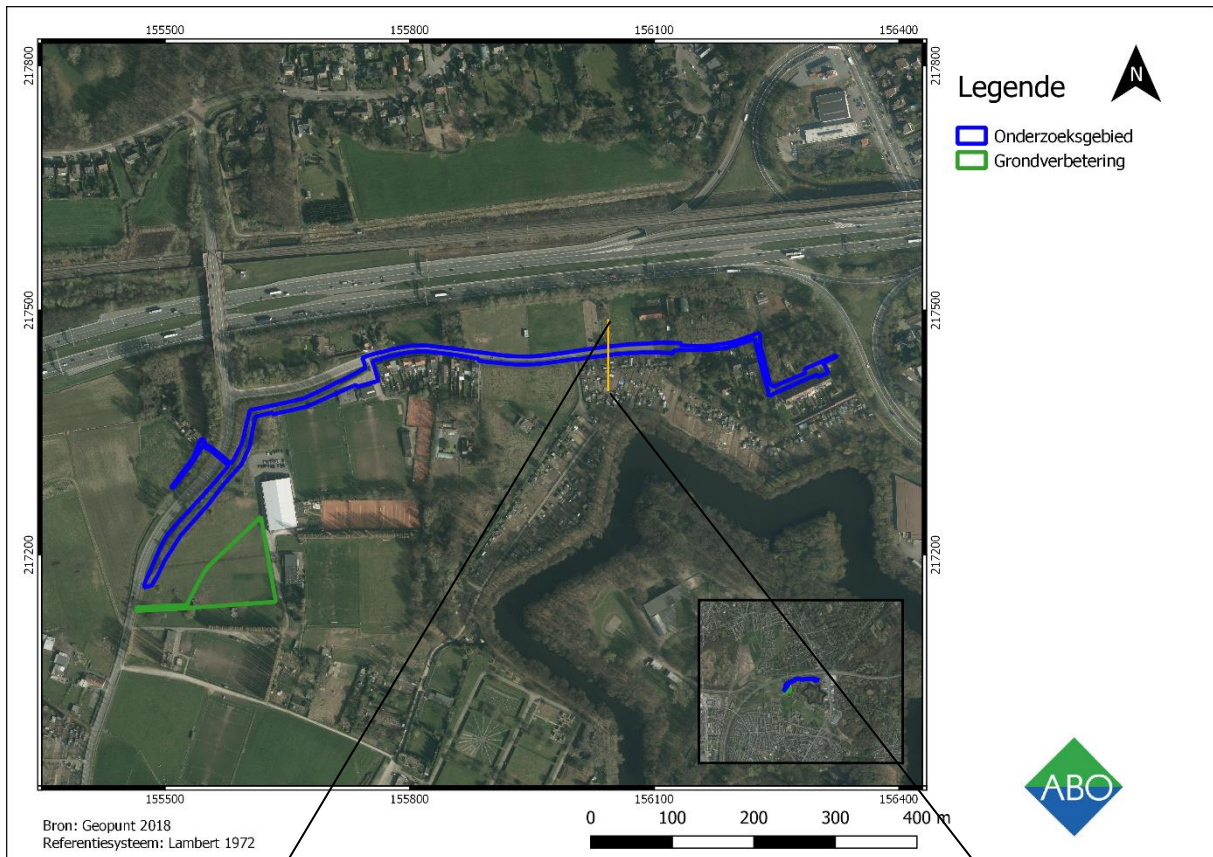 155500 155800 156100 156400
217800 217800
Legende
N
Onderzoeksgebied
Grondverbetering
217500 217500
217200 217200
155500 155800 156100 156400
Bron: Geopunt 2018
Referentiesysteem: Lambert 1972
0 100 200 300 400 m
ABO